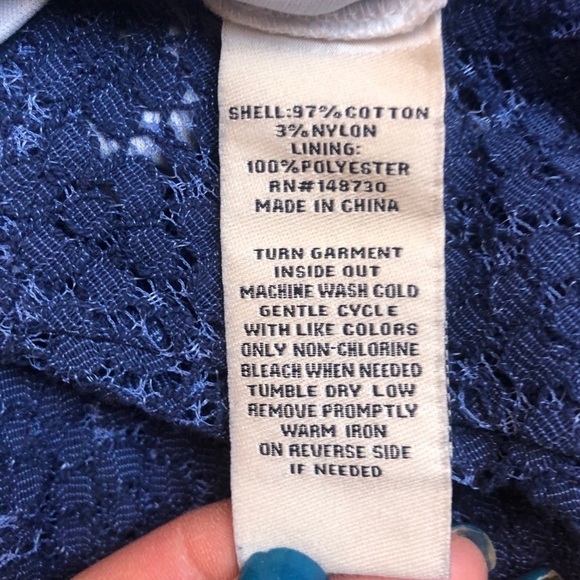 SHELL:97%COTTON
3%NYLON
LINING:
100%POLYESTER
RN#148730
MADE IN CHINA
TURN GARMENT
INSIDE OUT
MACHINE WASH COLD
GENTLE CYCLE
WITH LIKE COLORS
ONLY NON-CHLORINE
BLEACH WHEN NEEDED
TUMBLE DRY LOW
REMOVE PROMPTLY
WARM IRON
ON REVERSE SIDE
IF NEEDED